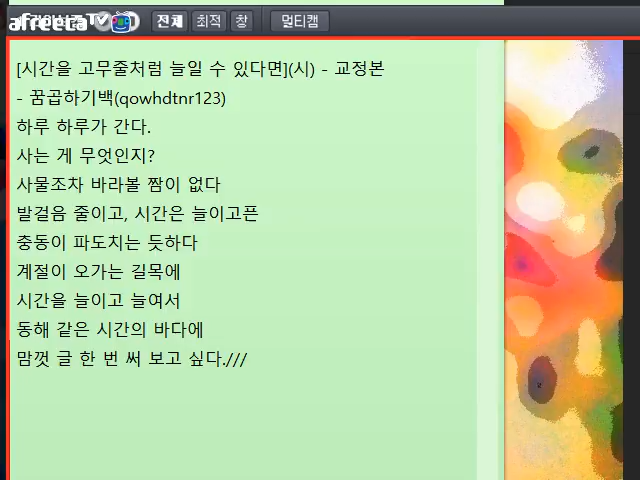 afreecaTV 전체 최적 창 멀티캠
[시간을 고무줄처럼 늘일 수 있다면](시) - 교정본
- 꿈곱하기백(qowhdtnr123)
하루 하루가 간다.
사는 게 무엇인지?
사물조차 바라볼 짬이 없다
발걸음 줄이고, 시간은 늘이고픈
충동이 파도치는 듯하다
계절이 오가는 길목에
시간을 늘이고 늘여서
동해 같은 시간의 바다에
맘껏 글 한 번 써 보고 싶다.///